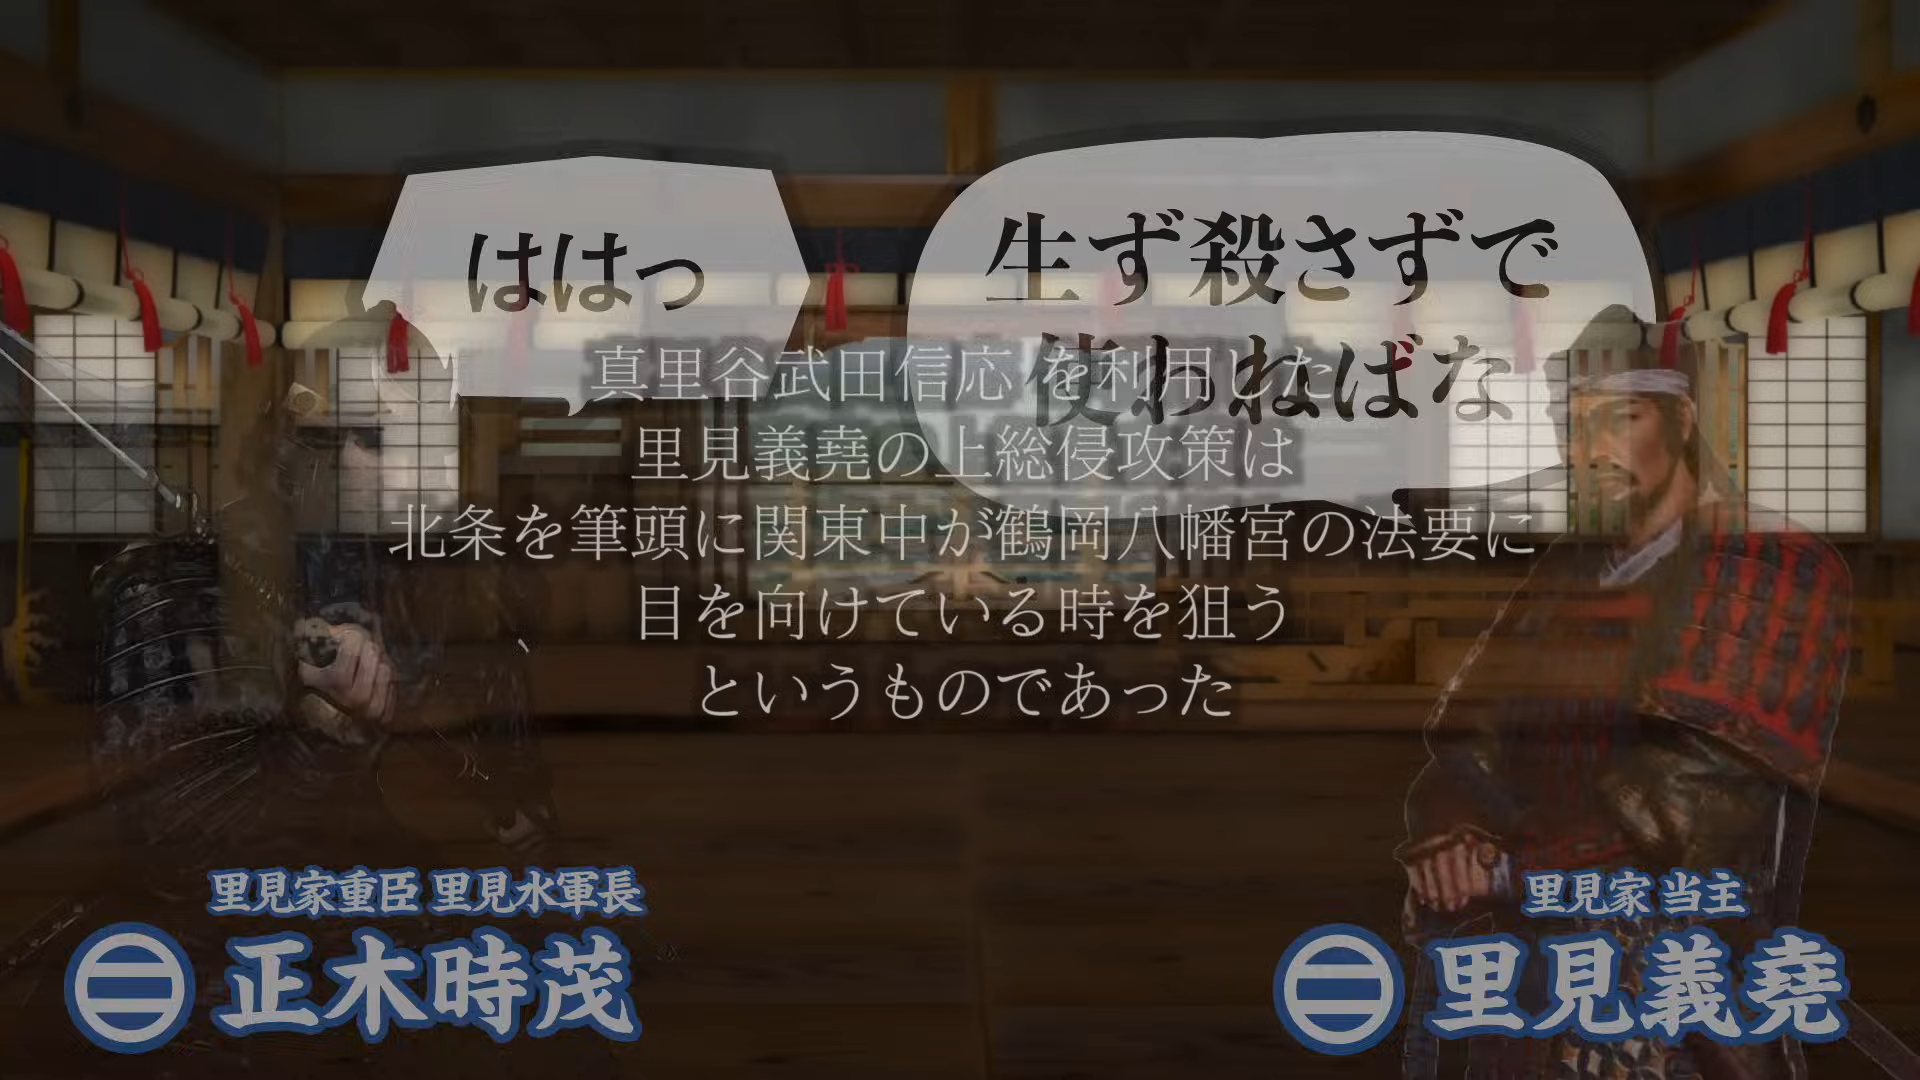 ははっ
生ず殺さずで
使わねばな
真里谷武田信応を利用した
里見義堯の上総侵攻策は
北条を筆頭に関東中が鶴岡八幡宮の法要に
目を向けている時を狙う
というものであった
里見家重臣 里見水軍長
正木時茂
里見家 当主
里見義堯